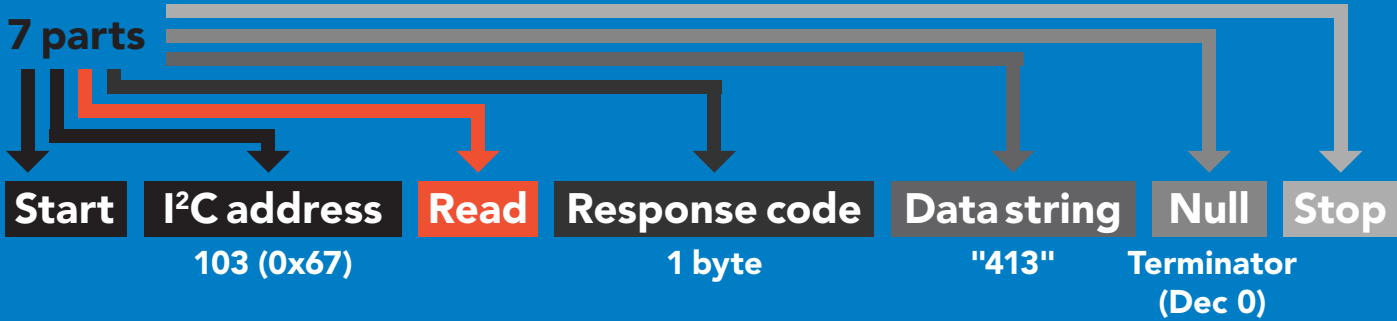 7 parts
Start I²C address Read Response code Data string Null Stop
103 (0x67) 1 byte "413" Terminator
(Dec 0)